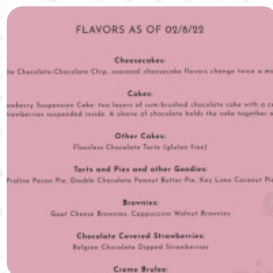 FLAVORS AS OF 02/8/22
Cheesecakes:
Chocolate-Chocolate Chip, seasonal cheesecake flavors change twice a
Cakes:
Suspension Cake: two layers of rum-brushed chocolate cake with a
suspended inside. A sleeve of chocolate holds the cake together
Other Cakes:
Flourless Chocolate Torte (gluten free)
Tarts and Pies and other Goodies:
Praline Pecan Pie, Double Chocolate Peanut Butter Pie, Key Lime Coconut
Brownies:
Goat Cheese Brownies, Cappuccino Walnut Brownies
Chocolate Covered Strawberries:
Belgian Chocolate Dipped Strawberries
Creme Brulee: